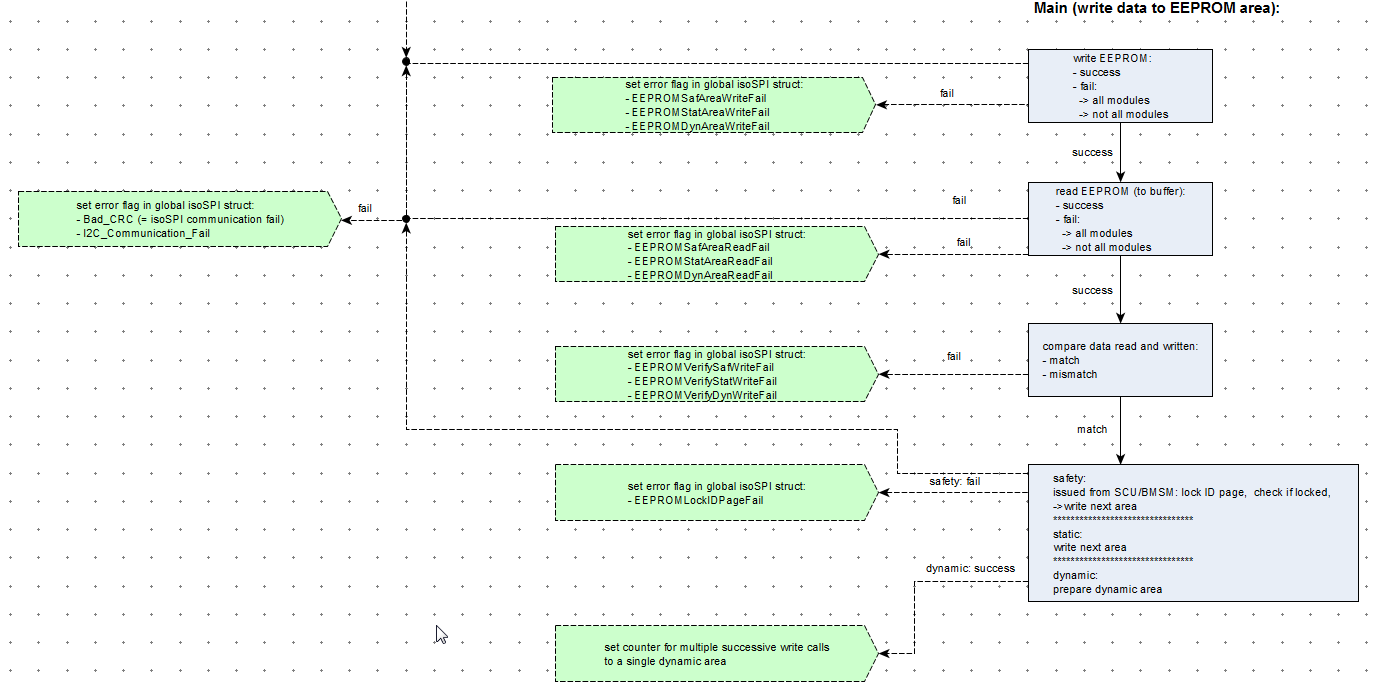 Main (write data to EEPROM area):
write EEPROM:
- success
- fail:
-> all modules
-> not all modules
fail
set error flag in global isoSPI struct:
- EEPROMSafAreaWriteFail
- EEPROMStatAreaWriteFail
- EEPROMDynAreaWriteFail
success
read EEPROM (to buffer):
- success
- fail:
-> all modules
-> not all modules
fail
fail
set error flag in global isoSPI struct:
- Bad_CRC (= isoSPI communication fail)
- I2C_Communication_Fail
fail
set error flag in global isoSPI struct:
- EEPROMSafAreaReadFail
- EEPROMStatAreaReadFail
- EEPROMDynAreaReadFail
success
compare data read and written:
- match
- mismatch
fail
set error flag in global isoSPI struct:
- EEPROMVerifySafWriteFail
- EEPROMVerifyStatWriteFail
- EEPROMVerifyDynWriteFail
match
safety:
issued from SCU/BMSM: lock ID page, check if locked,
->write next area
********************************
static:
write next area
********************************
dynamic:
prepare dynamic area
safety: fail
set error flag in global isoSPI struct:
- EEPROMLockIDPageFail
dynamic: success
set counter for multiple successive write calls
to a single dynamic area